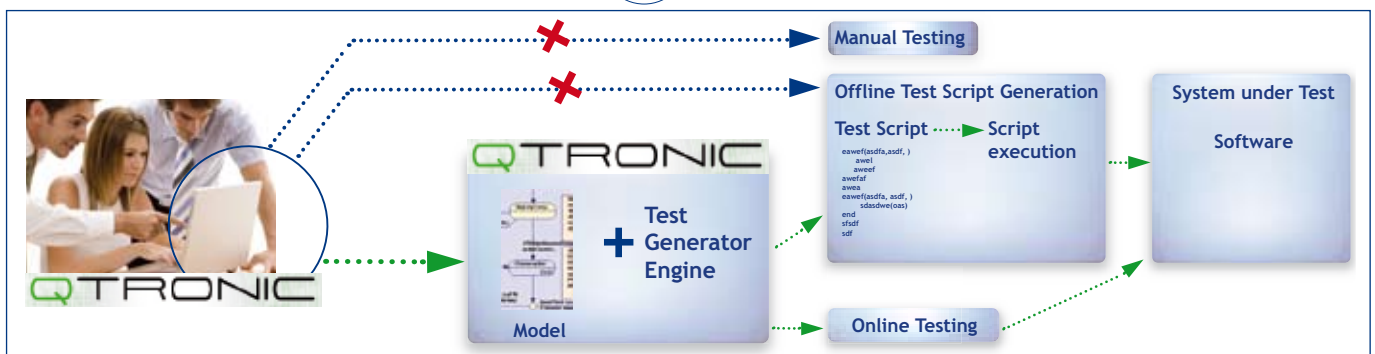 Manual Testing
Offline Test Script Generation
Test Script
Script
execution
eawef(asdfa,asdf, )
awel
aweef
awefaf
awea
eawef(asdfa, asdf, )
sdasdwe(oas)
end
sfsdf
sdf
System under Test
Software
QTRONIC
+
Test
Generator
Engine
Model
QTRONIC
Online Testing